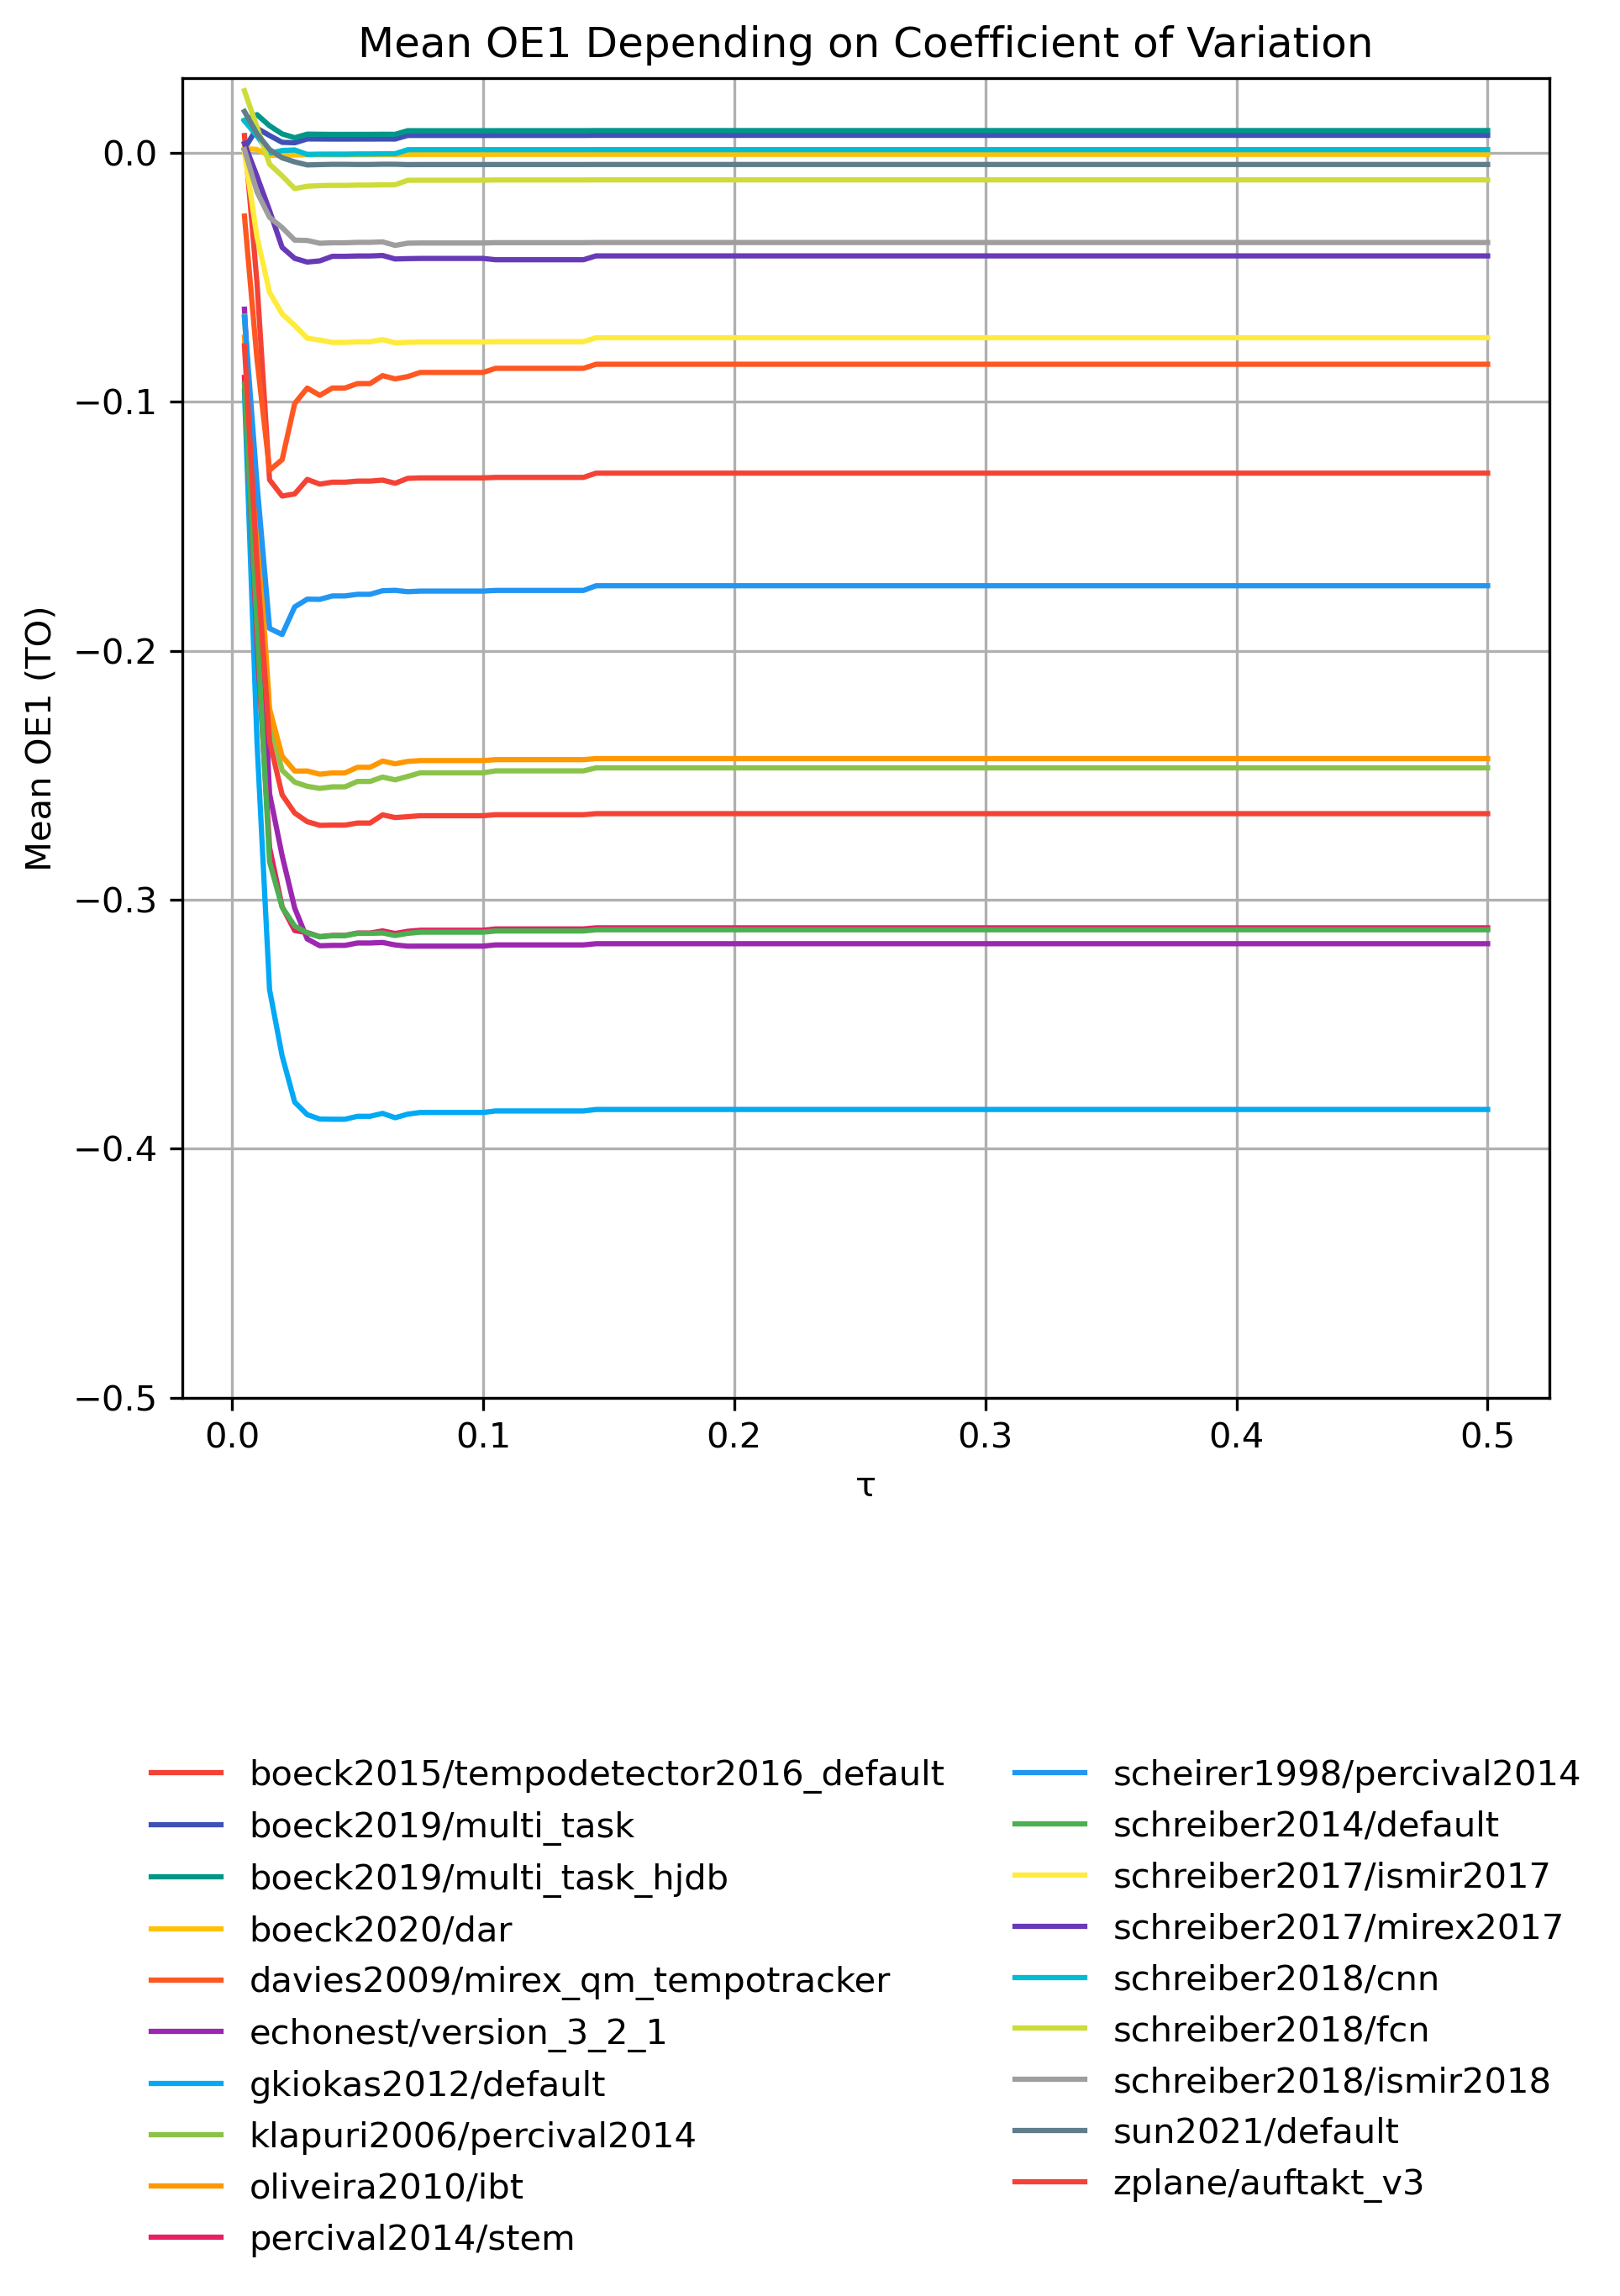 Mean OE1 Depending on Coefficient of Variation
0.0
−0.1
−0.2
−0.3
−0.4
−0.5
Mean OE1 (TO)
0.0 0.1 0.2 0.3 0.4 0.5
τ
boeck2015/tempodetector2016_default
boeck2019/multi_task
boeck2019/multi_task_hjdb
boeck2020/dar
davies2009/mirex_qm_tempotracker
echonest/version_3_2_1
gkiokas2012/default
klapuri2006/percival2014
oliveira2010/ibt
percival2014/stem
scheirer1998/percival2014
schreiber2014/default
schreiber2017/ismir2017
schreiber2017/mirex2017
schreiber2018/cnn
schreiber2018/fcn
schreiber2018/ismir2018
sun2021/default
zplane/auftakt_v3